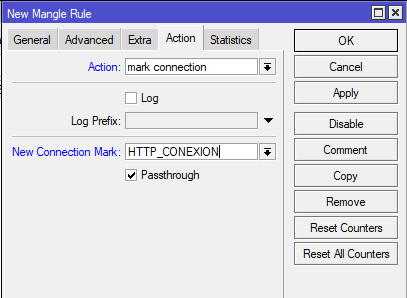 New Mangle Rule
General Advanced Extra Action Statistics
Action: mark connection
Log
Log Prefix:
New Connection Mark: HTTP_CONEXION
Passthrough
OK
Cancel
Apply
Disable
Comment
Copy
Remove
Reset Counters
Reset All Counters